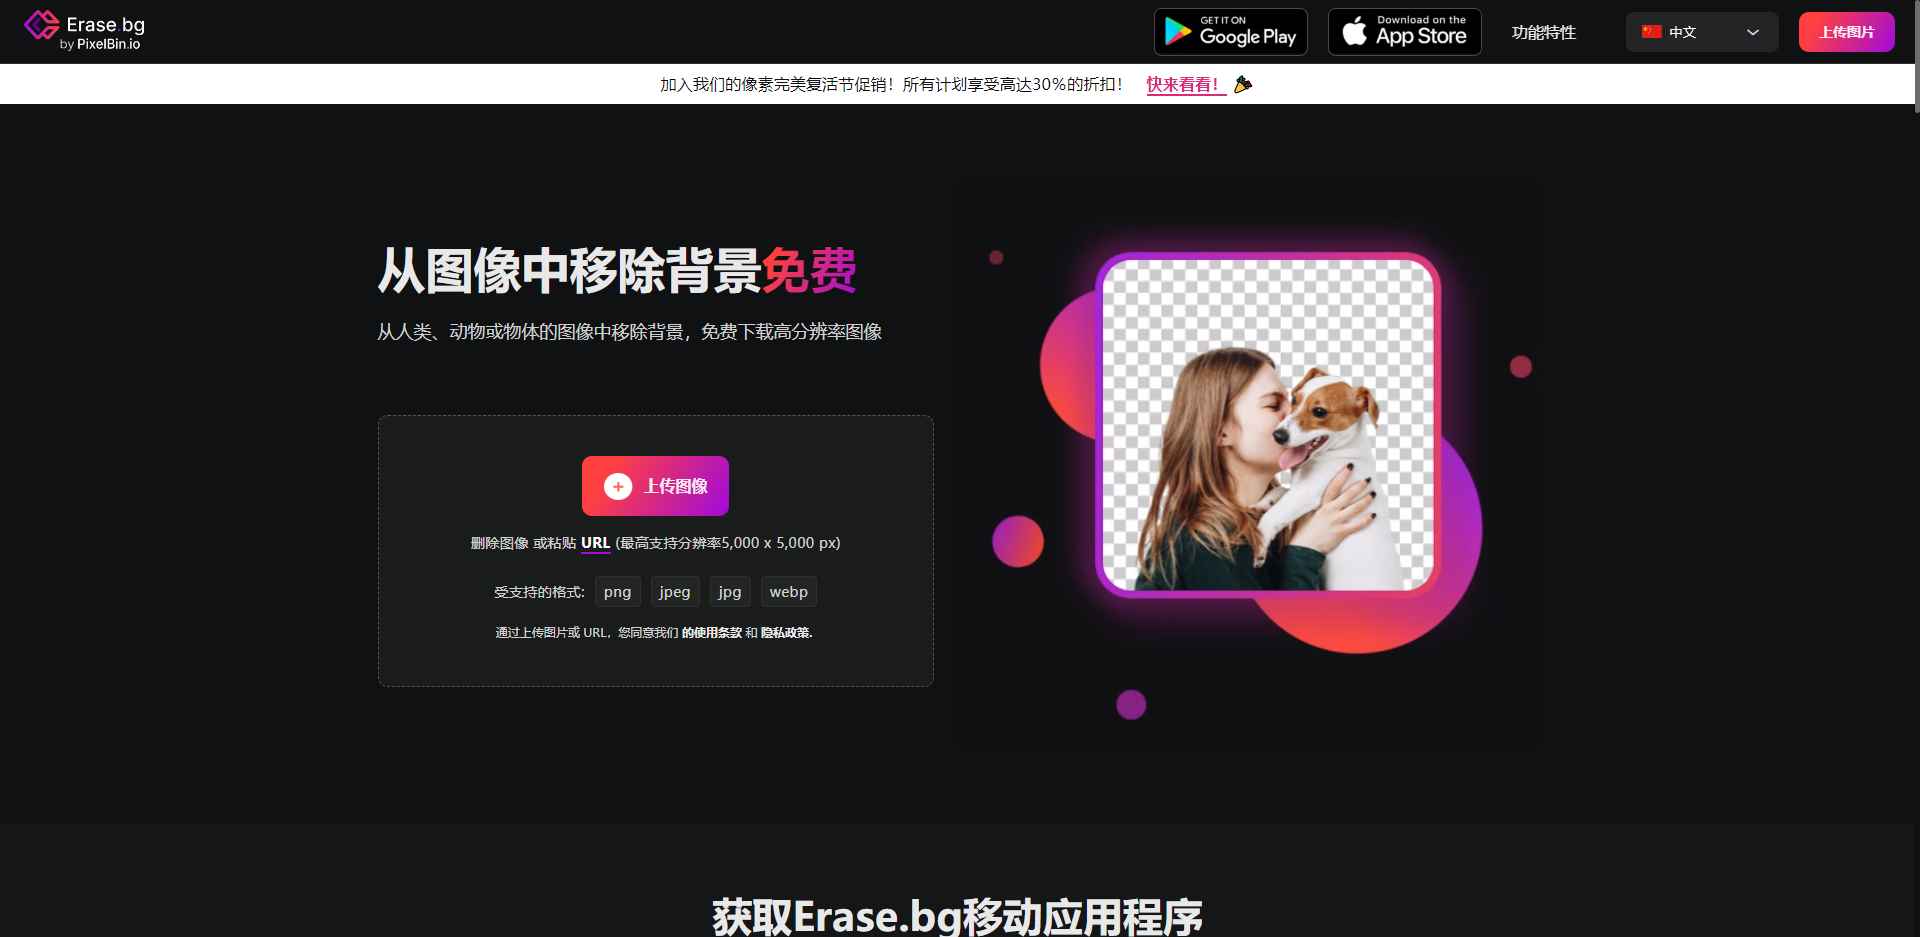 Erase.bg
by PixelBin.io
GET IT ON
Google Play
Download on the
App Store
功能特性
中文
上传图片
加入我们的像素完美复活节促销！所有计划享受高达30%的折扣！ 快来看看！
从图像中移除背景免费
从人类、动物或物体的图像中移除背景，免费下载高分辨率图像
上传图像
删除图像 或粘贴 URL (最高支持分辨率5,000 x 5,000 px)
受支持的格式: png jpeg jpg webp
通过上传图片或 URL，您同意我们 的使用条款 和 隐私政策.
获取Erase.bg移动应用程序